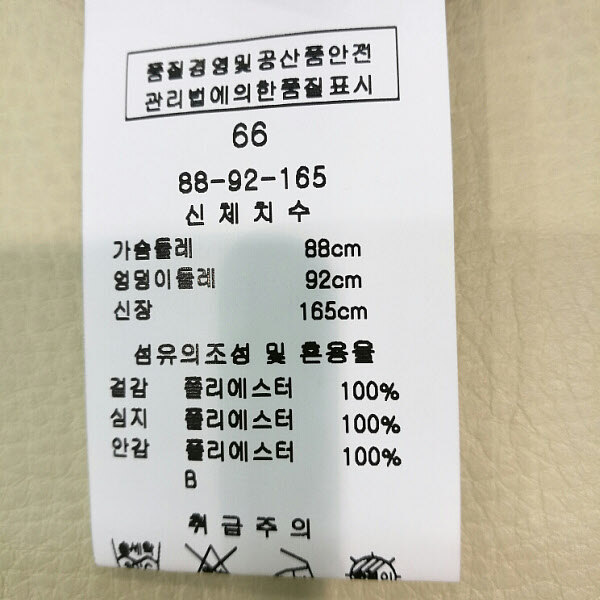 품질경영및공산품안전
관리법에의한품질표시
66
88-92-165
신체치수
가슴둘레 88cm
엉덩이둘레 92cm
신장 165cm
섬유의조성 및 혼용율
겉감 폴리에스터 100%
심지 폴리에스터 100%
안감 폴리에스터 100%
B
취급주의